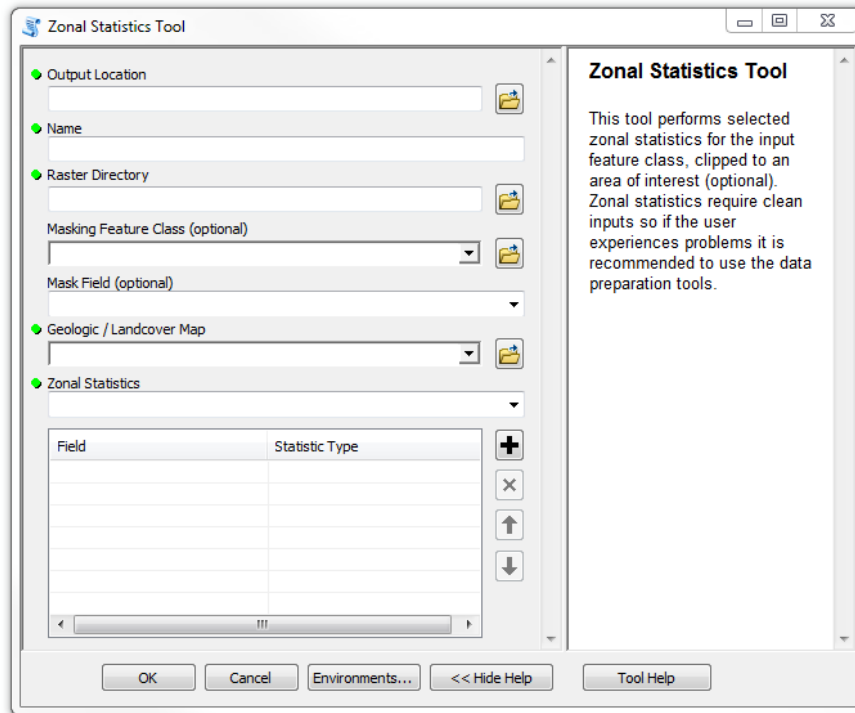 Zonal Statistics Tool
Output Location
Name
Raster Directory
Masking Feature Class (optional)
Mask Field (optional)
Geologic / Landcover Map
Zonal Statistics
Field Statistic Type
OK Cancel Environments... << Hide Help Tool Help
Zonal Statistics Tool
This tool performs selected
zonal statistics for the input
feature class, clipped to an
area of interest (optional).
Zonal statistics require clean
inputs so if the user
experiences problems it is
recommended to use the data
preparation tools.